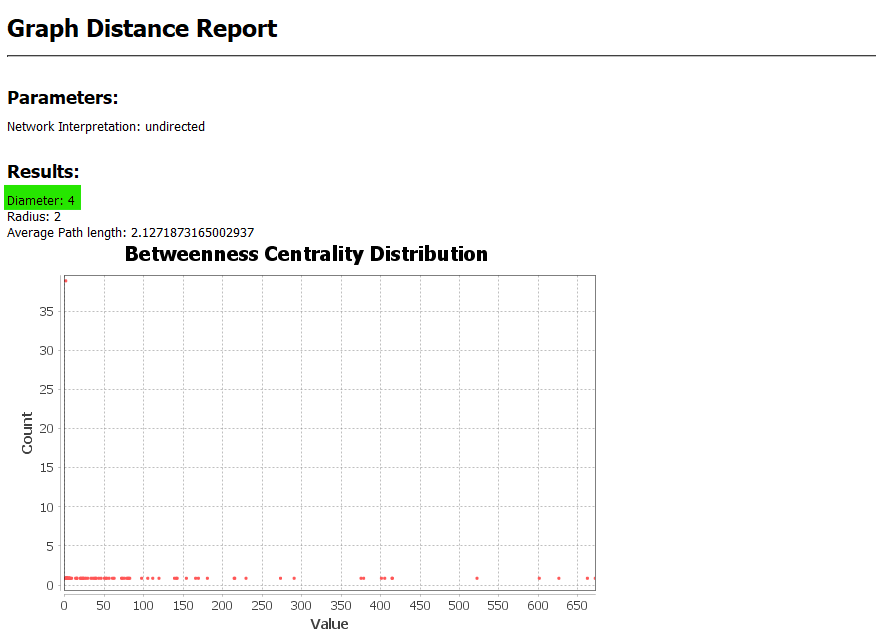 Graph Distance Report
Parameters:
Network Interpretation: undirected
Results:
Diameter: 4
Radius: 2
Average Path length: 2.1271873165002937
Betweenness Centrality Distribution
35
30
25
20
15
10
5
0
Count
0 50 100 150 200 250 300 350 400 450 500 550 600 650
Value